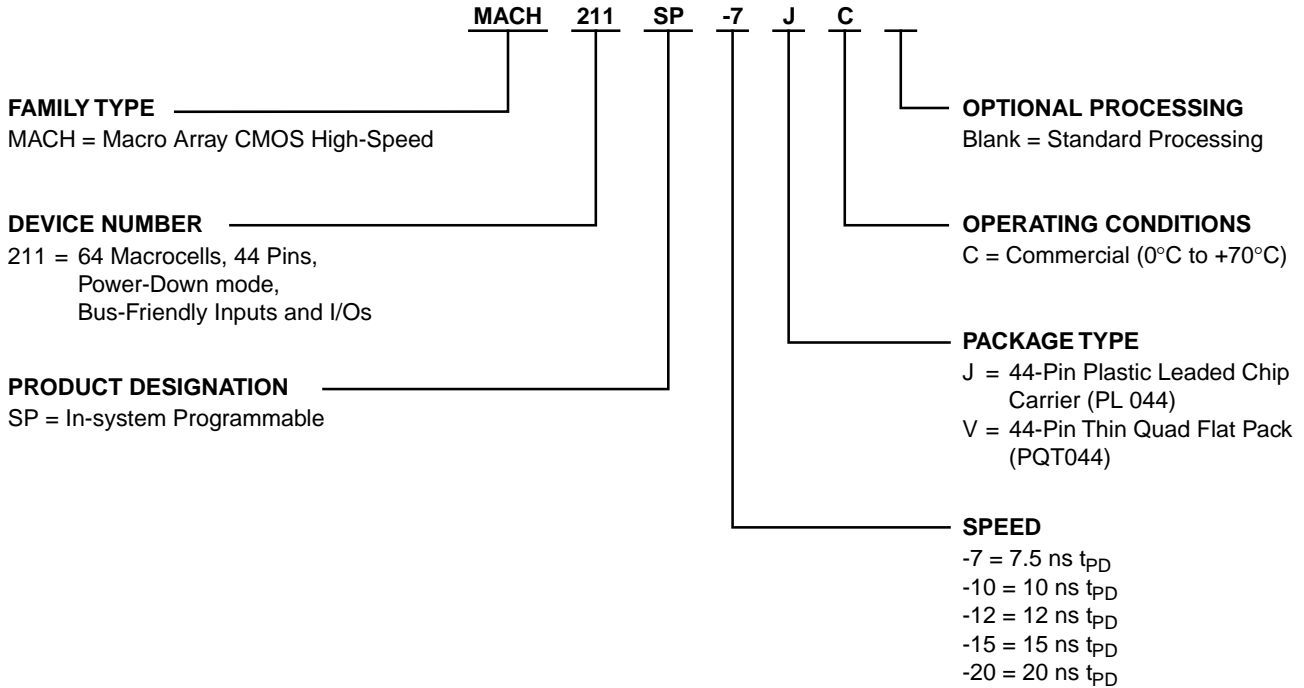 MACH 211 SP -7 J C
FAMILY TYPE
MACH = Macro Array CMOS High-Speed
DEVICE NUMBER
211 = 64 Macrocells, 44 Pins,
Power-Down mode,
Bus-Friendly Inputs and I/Os
PRODUCT DESIGNATION
SP = In-system Programmable
OPTIONAL PROCESSING
Blank = Standard Processing
OPERATING CONDITIONS
C = Commercial (0°C to +70°C)
PACKAGE TYPE
J = 44-Pin Plastic Leaded Chip
Carrier (PL 044)
V = 44-Pin Thin Quad Flat Pack
(PQT044)
SPEED
-7 = 7.5 ns tPD
-10 = 10 ns tPD
-12 = 12 ns tPD
-15 = 15 ns tPD
-20 = 20 ns tPD